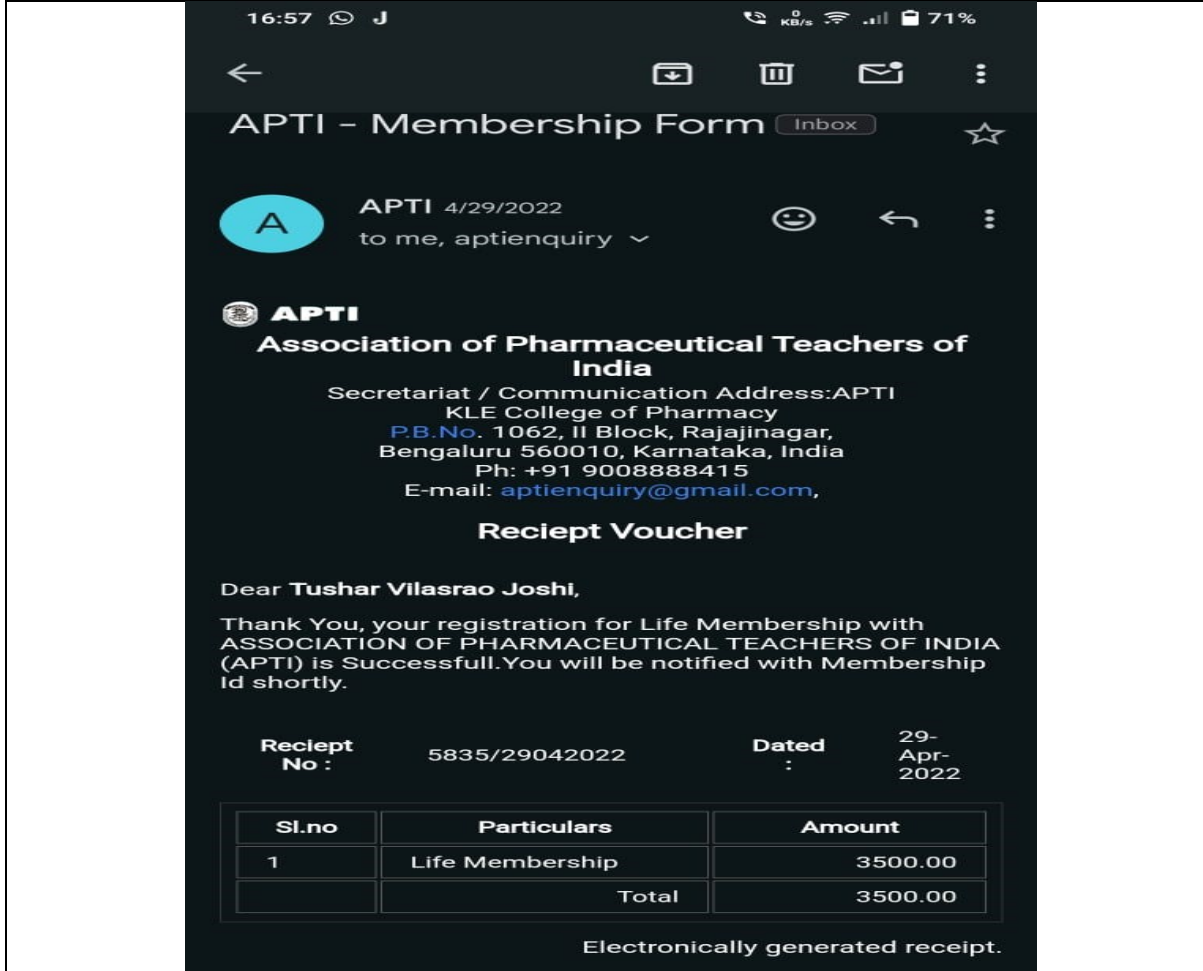 16:57 J 0 KB/s 71%
APTI – Membership Form Inbox
A
APTI 4/29/2022
to me, aptienquiry
APTI
Association of Pharmaceutical Teachers of
India
Secretariat / Communication Address:APTI
KLE College of Pharmacy
P.B.No. 1062, II Block, Rajajinagar,
Bengaluru 560010, Karnataka, India
Ph: +91 9008888415
E-mail: aptienquiry@gmail.com,
Reciept Voucher
Dear Tushar Vilasrao Joshi,
Thank You, your registration for Life Membership with
ASSOCIATION OF PHARMACEUTICAL TEACHERS OF INDIA
(APTI) is Successfull.You will be notified with Membership
Id shortly.
Reciept No : 5835/29042022 Dated : 29-Apr-2022
Sl.no Particulars Amount
1 Life Membership 3500.00
Total 3500.00
Electronically generated receipt.